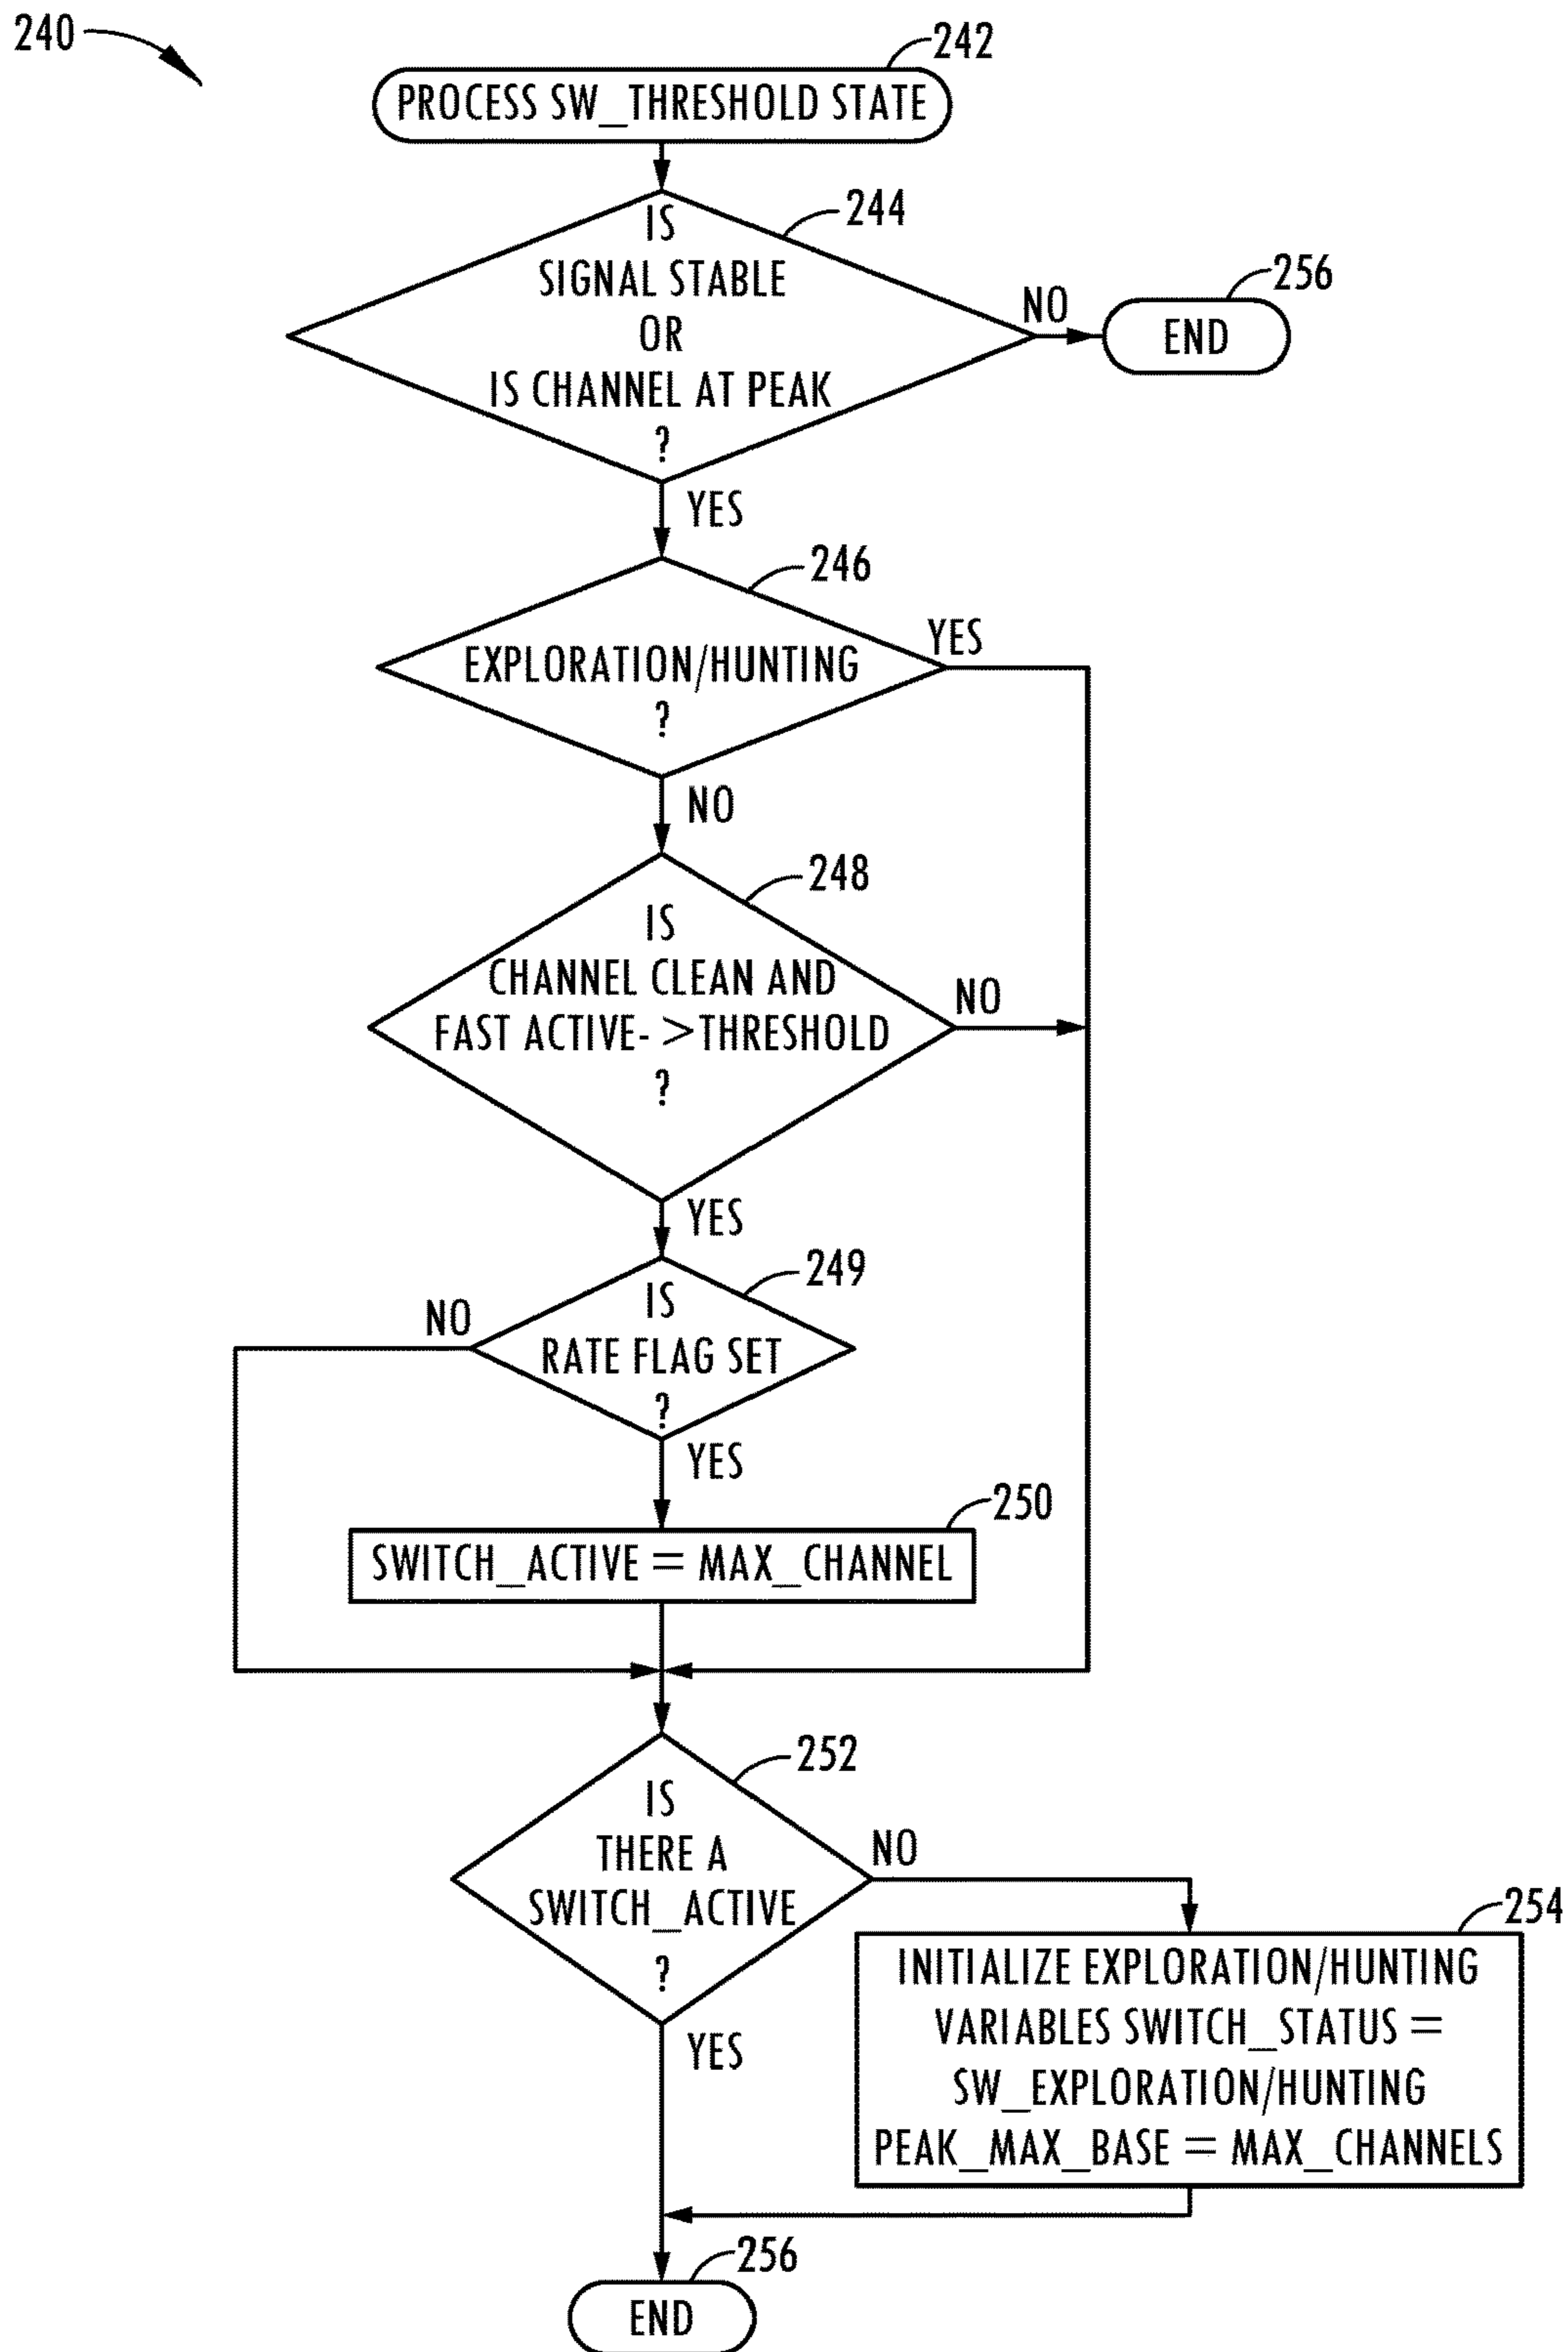 240
242
PROCESS SW_THRESHOLD STATE
244
IS
SIGNAL STABLE
OR
IS CHANNEL AT PEAK
?
NO
256
END
YES
246
EXPLORATION/HUNTING
?
YES
NO
248
IS
CHANNEL CLEAN AND
FAST ACTIVE- >THRESHOLD
?
NO
YES
249
IS
RATE FLAG SET
?
NO
YES
250
SWITCH_ACTIVE = MAX_CHANNEL
252
IS
THERE A
SWITCH_ACTIVE
?
NO
YES
254
INITIALIZE EXPLORATION/HUNTING
VARIABLES SWITCH_STATUS =
SW_EXPLORATION/HUNTING
PEAK_MAX_BASE = MAX_CHANNELS
256
END